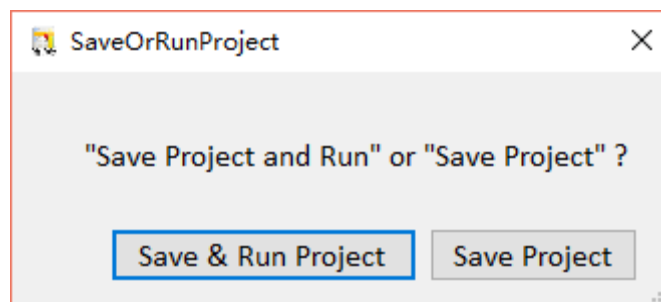 SaveOrRunProject
"Save Project and Run" or "Save Project" ?
Save & Run Project
Save Project